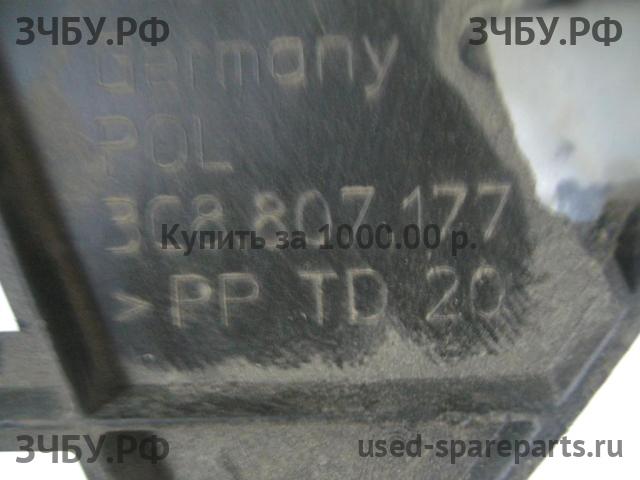 ЗЧБУ.РФ ЗЧБУ.РФ
Germany
POL
3C8 807 177
Купить за 1000.00 р.
> PP TD 20
ЗЧБУ.РФ used-spareparts.ru